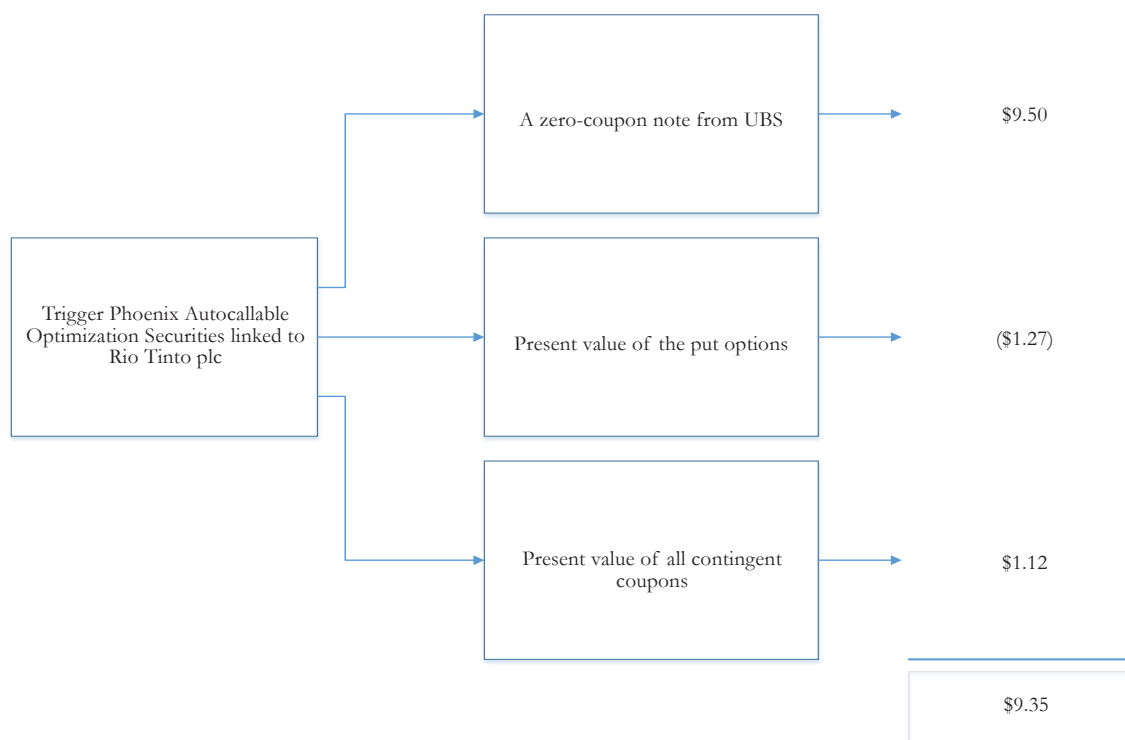 A zero-coupon note from UBS
$9.50
Trigger Phoenix Autocallable
Optimization Securities linked to
Rio Tinto plc
Present value of the put options
($1.27)
Present value of all contingent
coupons
$1.12
$9.35